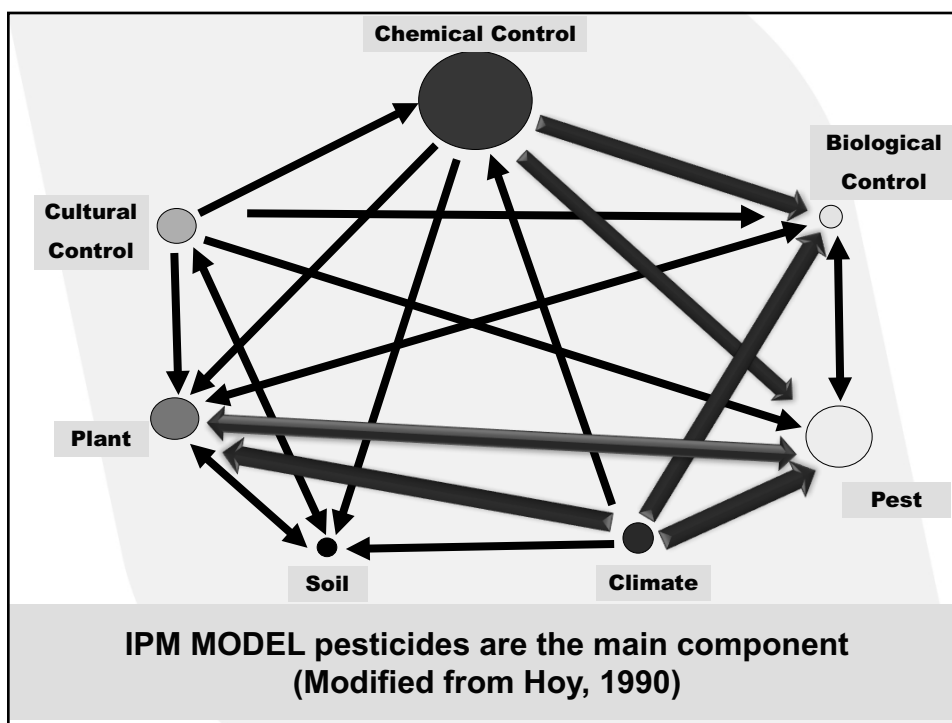 Chemical Control
Biological
Control
Cultural
Control
Plant
Pest
Soil
Climate
IPM MODEL pesticides are the main component
(Modified from Hoy, 1990)